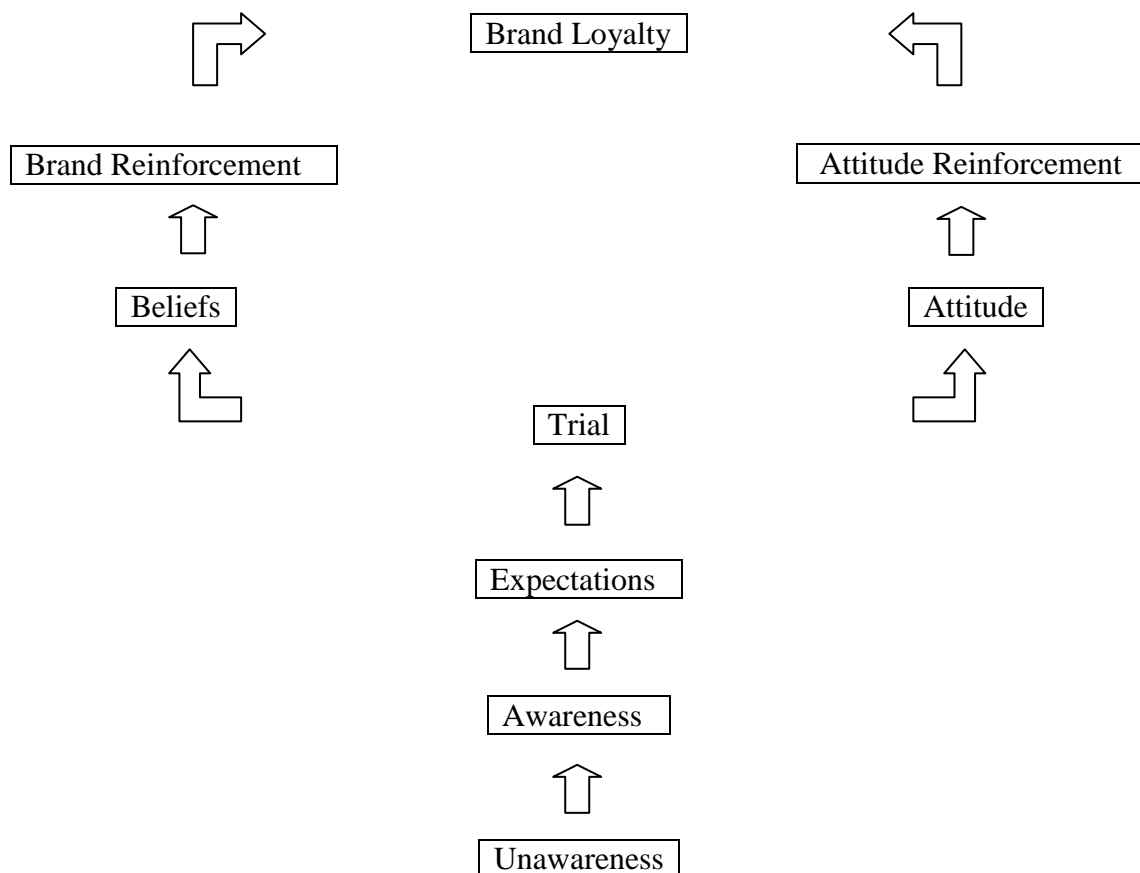 Brand Loyalty
Brand Reinforcement
Attitude Reinforcement
Beliefs
Attitude
Trial
Expectations
Awareness
Unawareness